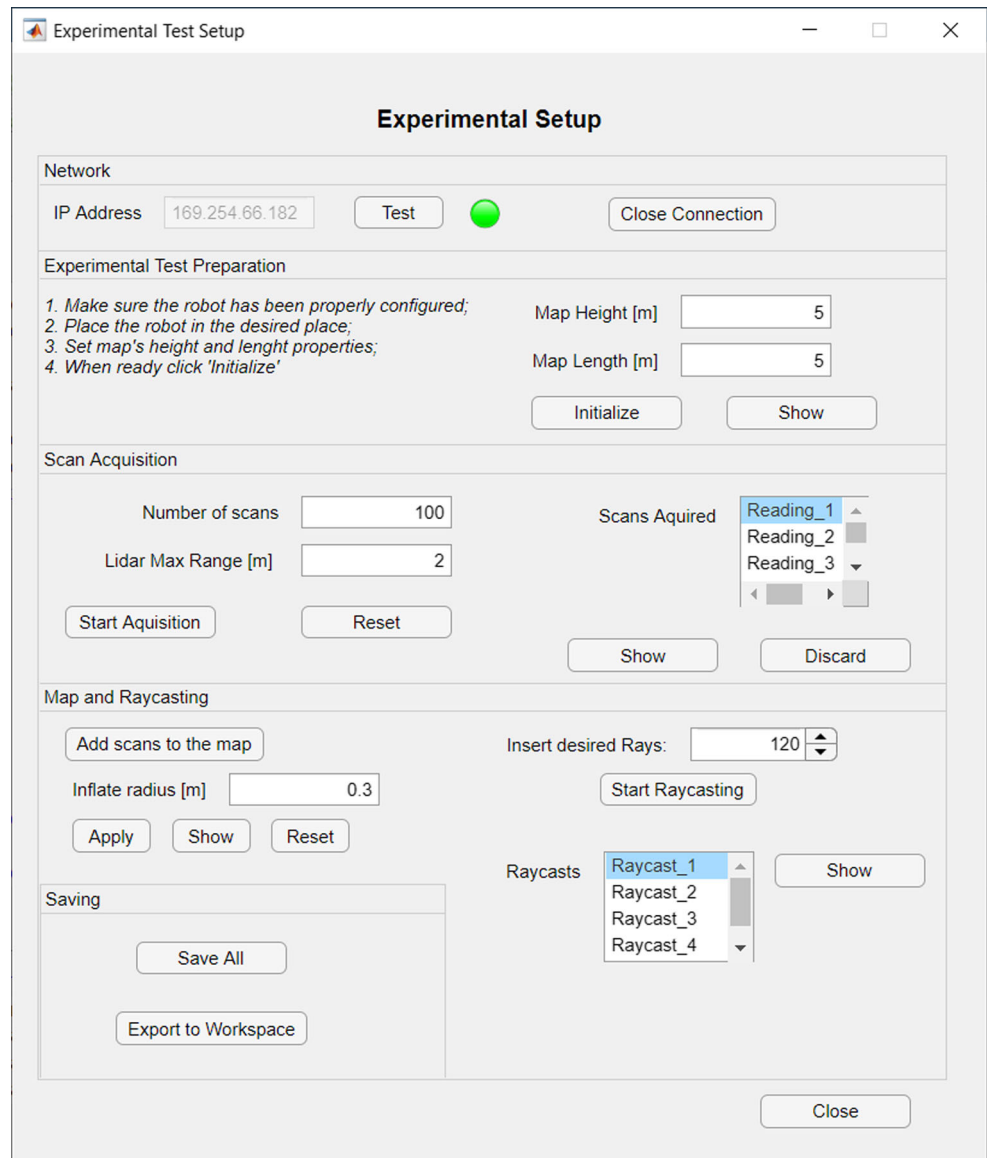 Experimental Test Setup
Experimental Setup
Network
IP Address 169.254.66.182 Test Close Connection
Experimental Test Preparation
1. Make sure the robot has been properly configured;
2. Place the robot in the desired place;
3. Set map's height and lenght properties;
4. When ready click 'Initialize'
Map Height [m] 5
Map Length [m] 5
Initialize Show
Scan Acquisition
Number of scans 100
Lidar Max Range [m] 2
Start Aquisition Reset
Scans Aquired
Reading_1
Reading_2
Reading_3
Show Discard
Map and Raycasting
Add scans to the map
Inflate radius [m] 0.3
Apply Show Reset
Insert desired Rays: 120
Start Raycasting
Raycasts
Raycast_1
Raycast_2
Raycast_3
Raycast_4
Show
Saving
Save All
Export to Workspace
Close